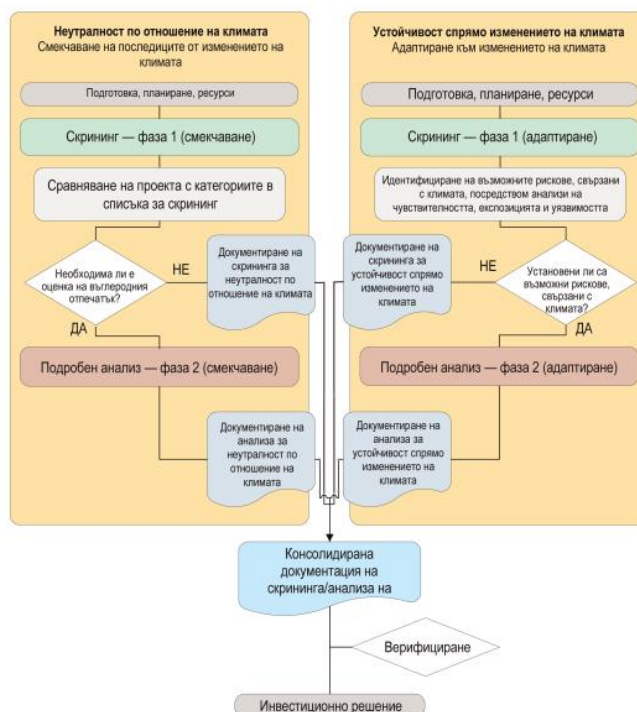 Неутралност по отношение на климата
Смекчаване на последиците от изменението на
климата
Подготовка, планиране, ресурси
Скрининг — фаза 1 (смекчаване)
Сравняване на проекта с категориите в
списъка за скрининг
Необходима ли е
оценка на въглеродния
отпечатък?
НЕ
Документиране на
скрининга за
неутралност по
отношение на климата
ДА
Подробен анализ — фаза 2 (смекчаване)
Документиране на
анализа за
неутралност по
отношение на
климата
Устойчивост спрямо изменението на климата
Адаптиране към изменението на климата
Подготовка, планиране, ресурси
Скрининг — фаза 1 (адаптиране)
Идентифициране на възможните рискове, свързани
с климата, посредством анализи на
чувствителността, експозицията и уязвимостта
Документиране на
скрининга за
устойчивост спрямо
изменението на
климата
НЕ
Установени ли са
възможни рискове,
свързани с
климата?
ДА
Подробен анализ — фаза 2 (адаптиране)
Документиране на
анализа за
устойчивост спрямо
изменението на
климата
Консолидирана
документация на
скрининга/анализа на
Верифициране
Инвестиционно решение